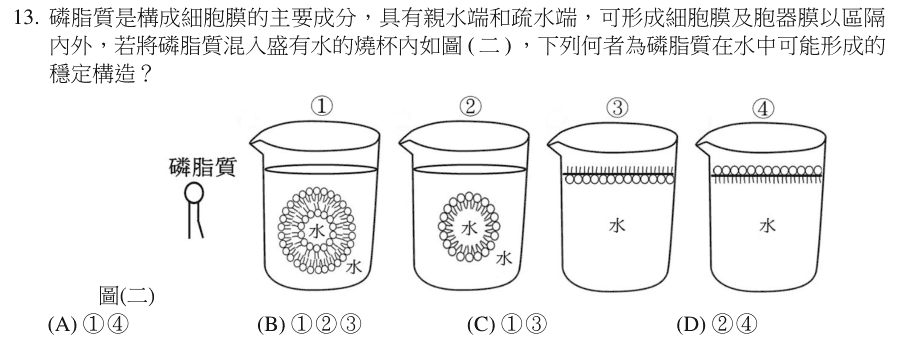 13. 磷脂質是構成細胞膜的主要成分，具有親水端和疏水端，可形成細胞膜及胞器膜以區隔
內外，若將磷脂質混入盛有水的燒杯內如圖(二)，下列何者為磷脂質在水中可能形成的
穩定構造？
① ② ③ ④
磷脂質
水 水 水 水
水 水
圖(二)
(A) ①④ (B) ①②③ (C) ①③ (D) ②④